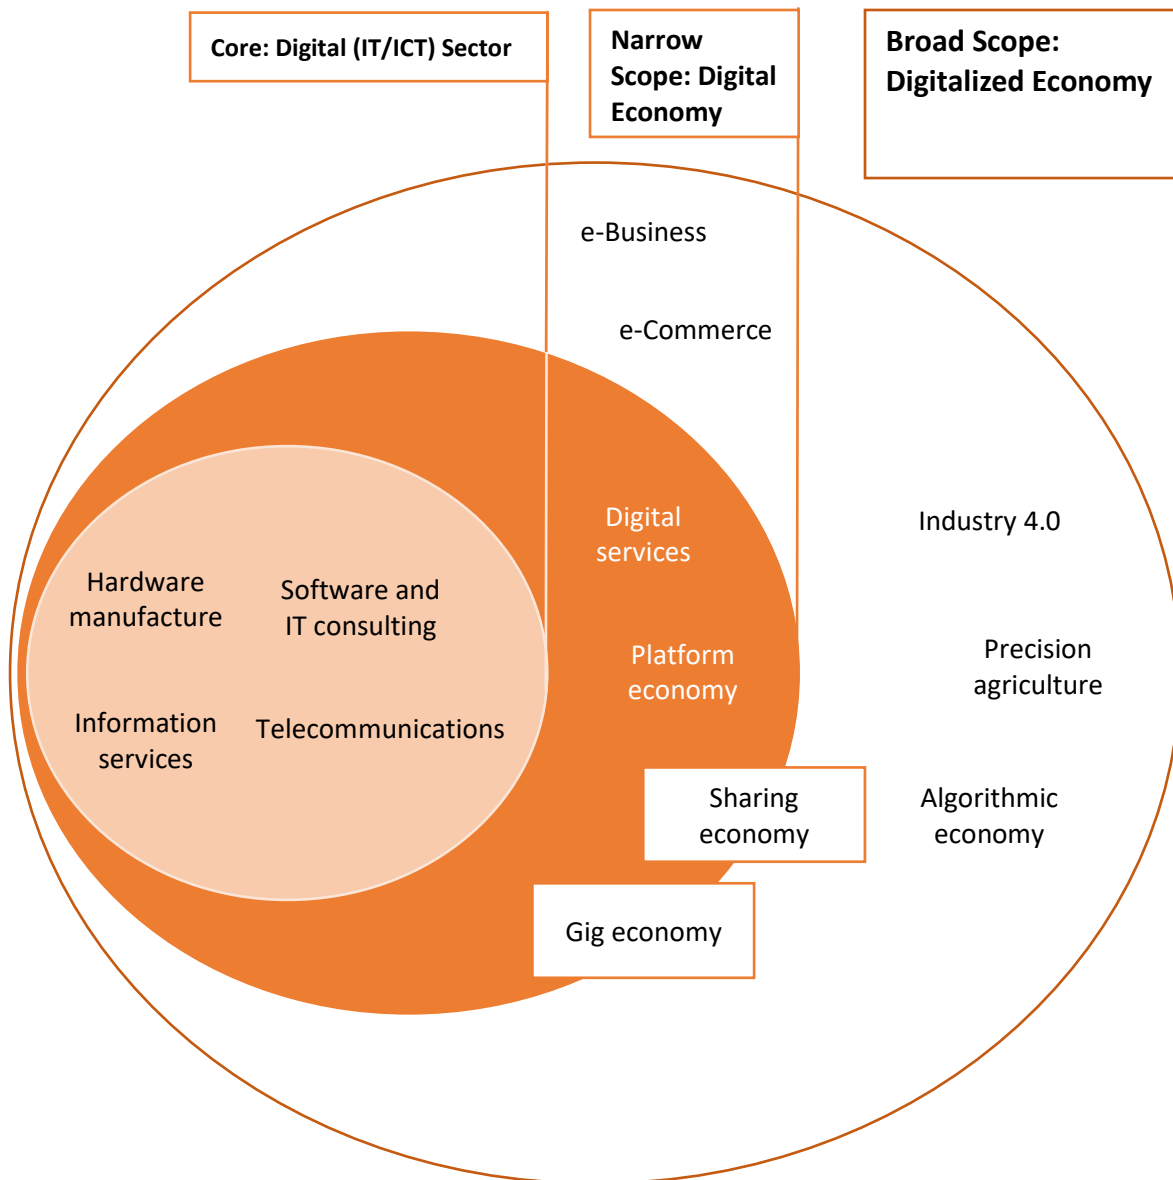 Core: Digital (IT/ICT) Sector
Narrow
Scope: Digital
Economy
Broad Scope:
Digitalized Economy
e-Business
e-Commerce
Digital
services
Industry 4.0
Hardware
manufacture
Software and
IT consulting
Platform
economy
Precision
agriculture
Information
services
Telecommunications
Sharing
economy
Algorithmic
economy
Gig economy